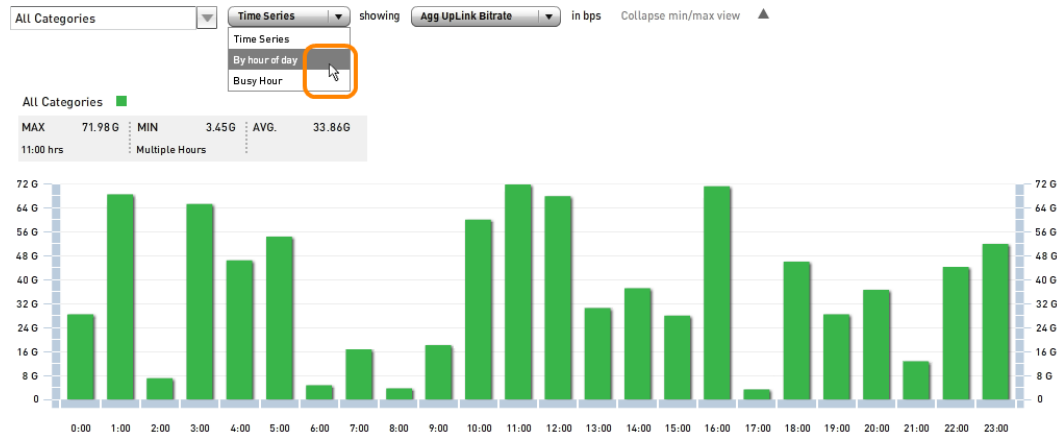 All Categories Time Series showing Agg UpLink Bitrate in bps Collapse min/max view
Time Series
By hour of day
Busy Hour
All Categories
MAX 71.98 G MIN 3.45G AVG. 33.86G
11:00 hrs Multiple Hours
72 G 72 G
64 G 64 G
56 G 56 G
48 G 48 G
40 G 40 G
32 G 32 G
24 G 24 G
16 G 16 G
8 G 8 G
0 0
0:00 1:00 2:00 3:00 4:00 5:00 6:00 7:00 8:00 9:00 10:00 11:00 12:00 13:00 14:00 15:00 16:00 17:00 18:00 19:00 20:00 21:00 22:00 23:00